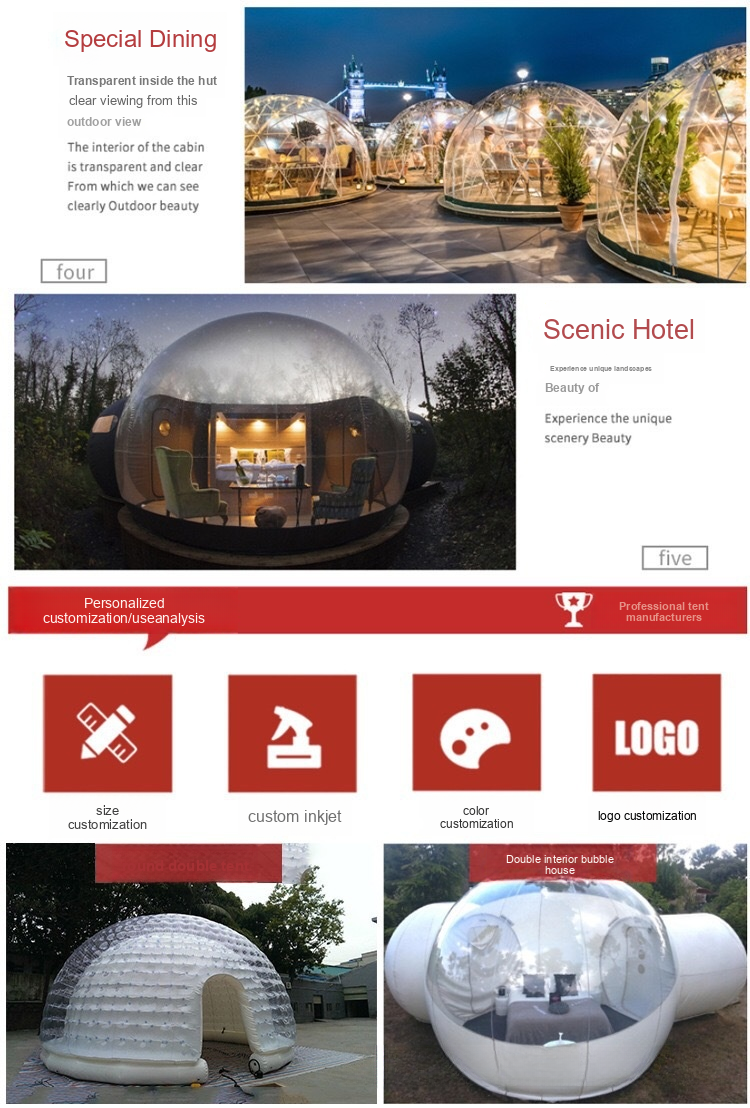 Special Dining
Transparent inside the hut
clear viewing from this
outdoor view
The interior of the cabin
is transparent and clear
From which we can see
clearly Outdoor beauty
four
Scenic Hotel
Experience unique landscapes
Beauty of
Experience the unique
scenery Beauty
five
Personalized
customization/useanalysis
Professional tent
manufacturers
size
customization
custom inkjet
color
customization
LOGO
logo customization
double
Double interior bubble
house